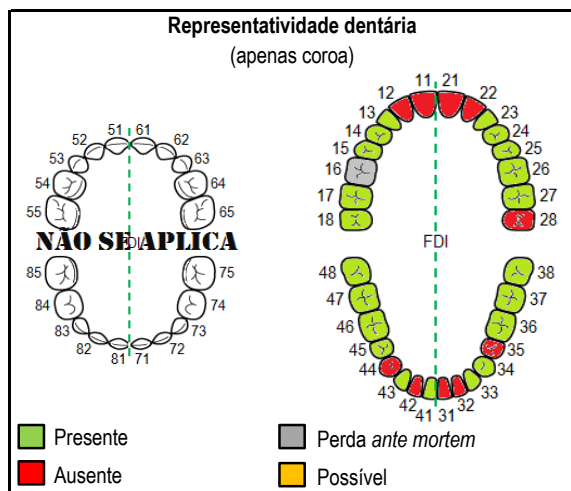 Representatividade dentária
(apenas coroa)
51 61
52 62
53 63
54 64
55 65
NÃO SE APLICA
FDI
85 75
84 74
83 73
82 72
81 71
11 21
12 22
13 23
14 24
15 25
16 26
17 27
18 28
FDI
48 38
47 37
46 36
45 35
44 34
43 33
42 32
41 31
Presente
Perda ante mortem
Ausente
Possível